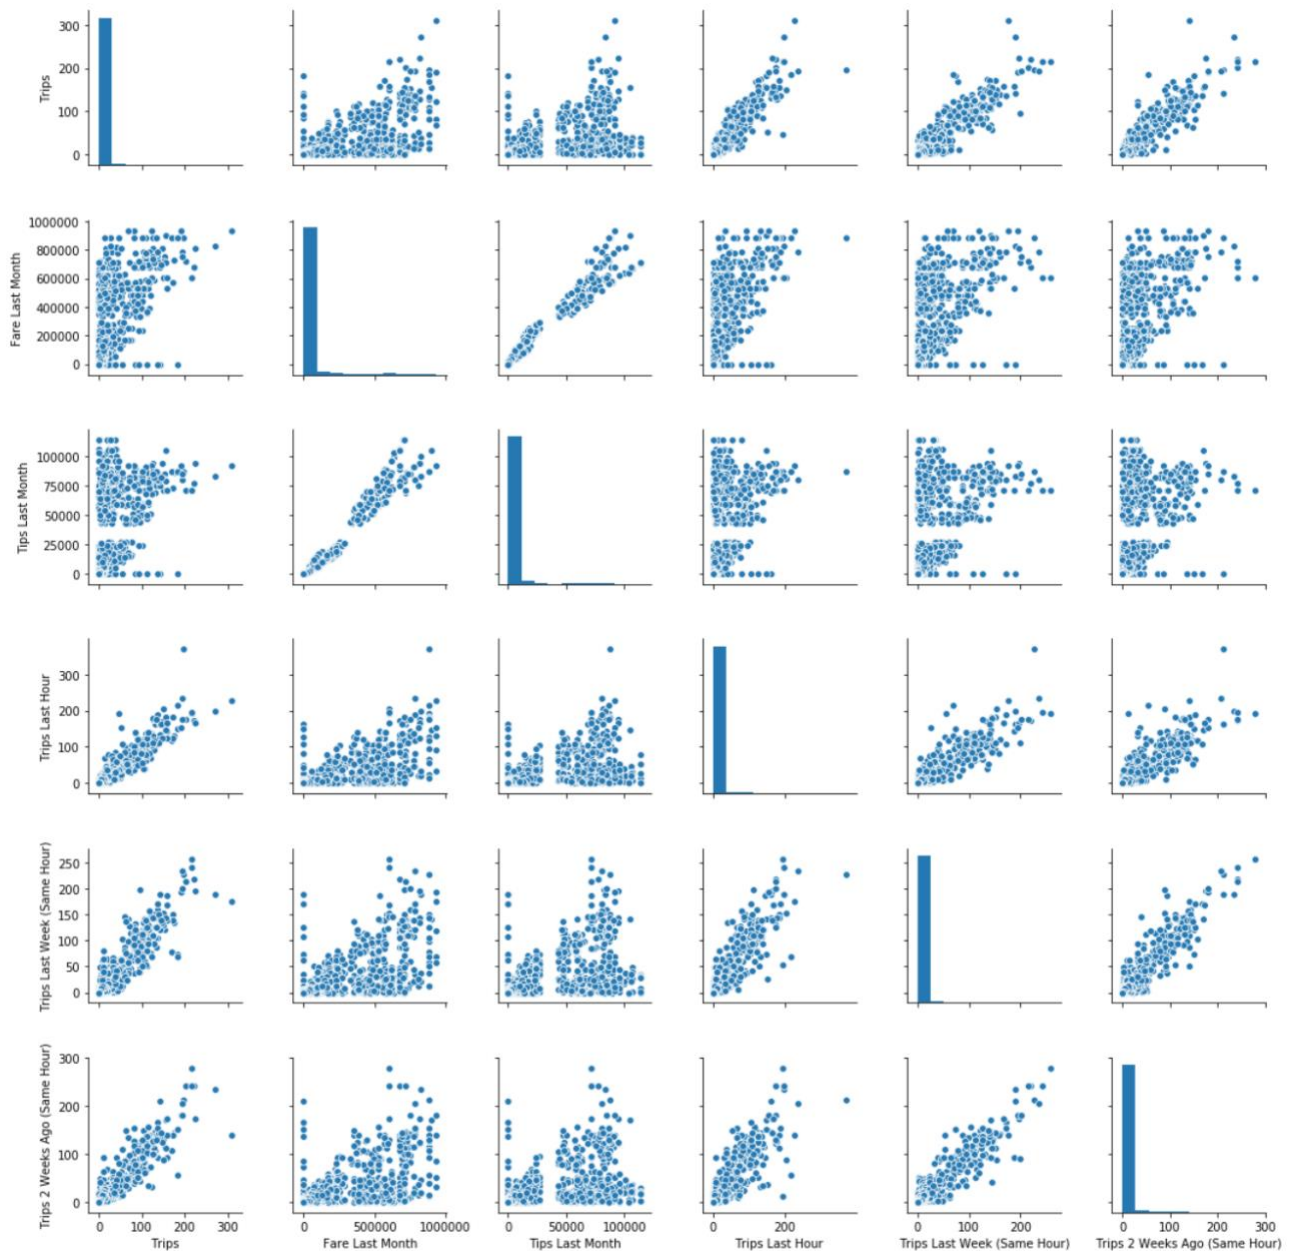 300
200
100
0
Trips
0
100
200
300
1000000
800000
600000
400000
200000
0
Fare Last Month
100000
75000
50000
25000
0
Tips Last Month
300
200
100
0
Trips Last Hour
250
200
150
100
50
0
Trips Last Week (Same Hour)
300
200
100
0
Trips 2 Weeks Ago (Same Hour)
0 100 200 300
Trips
0 500000 1000000
Fare Last Month
0 50000 100000
Tips Last Month
0 200
Trips Last Hour
0 100 200
Trips Last Week (Same Hour)
0 100 200 300
Trips 2 Weeks Ago (Same Hour)